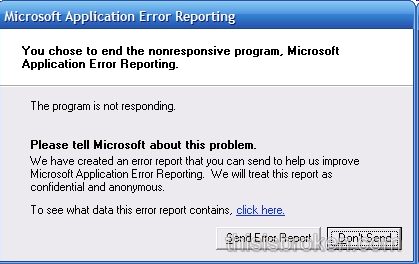 Microsoft Application Error Reporting
You chose to end the nonresponsive program, Microsoft
Application Error Reporting.
The program is not responding.
Please tell Microsoft about this problem.
We have created an error report that you can send to help us improve
Microsoft Application Error Reporting. We will treat this report as
confidential and anonymous.
To see what data this error report contains, click here.
Send Error Report Don't Send
thisisbroken.com